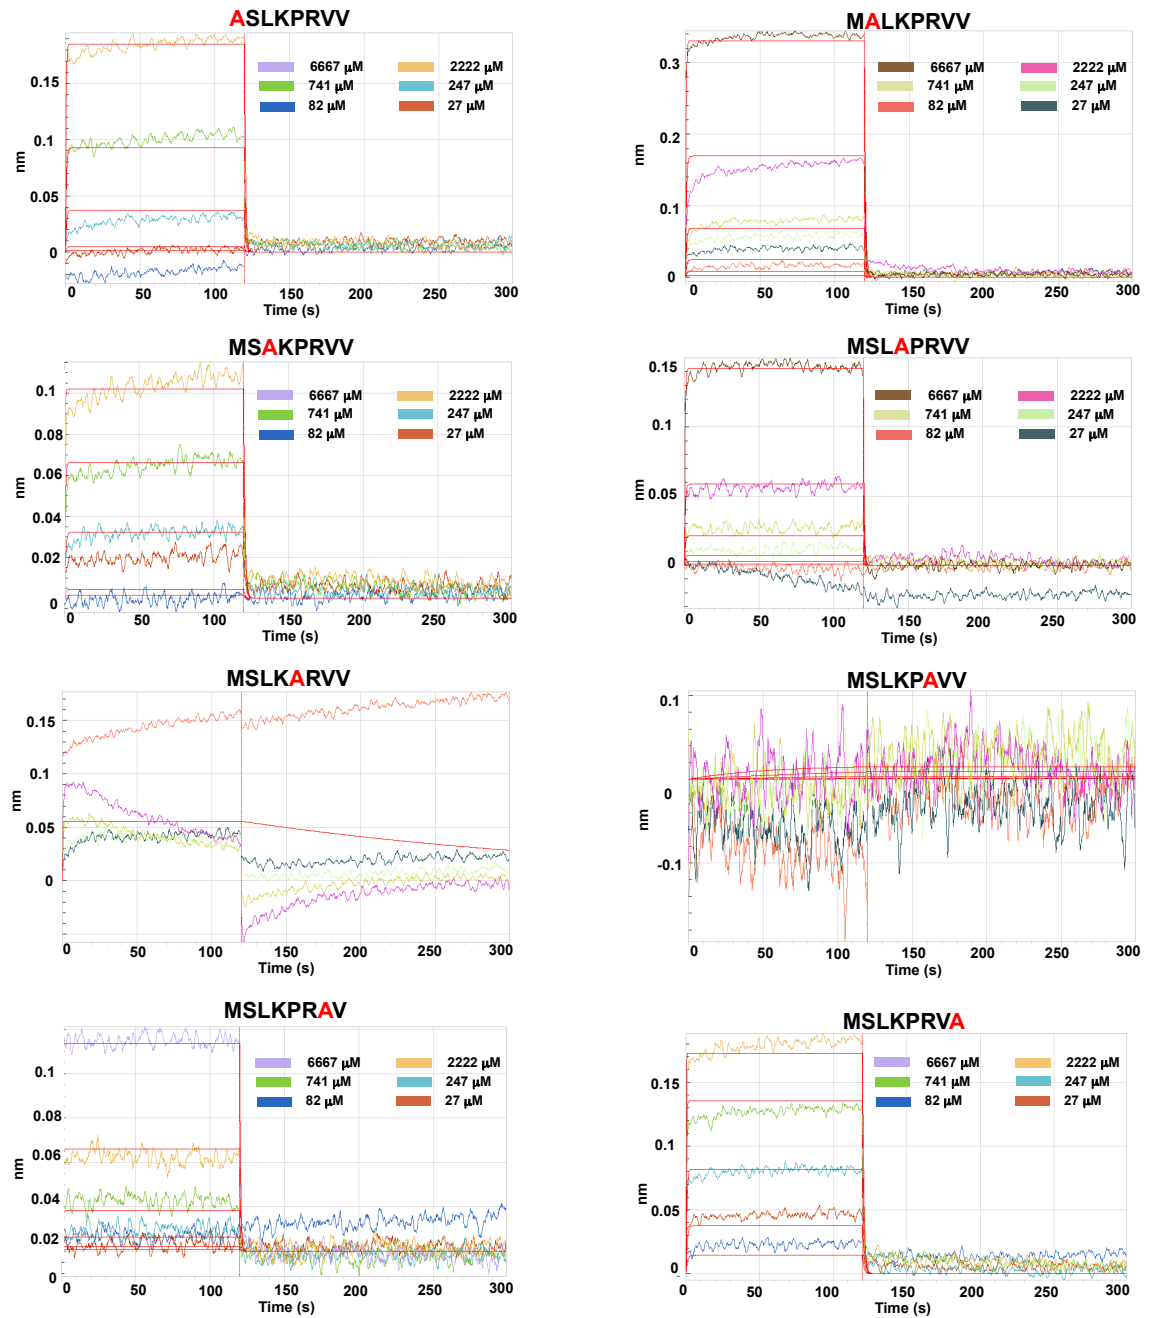 ASLKPRVV
nm
0.15
0.1
0.05
0
6667 µM
2222 µM
741 µM
247 µM
82 µM
27 µM
0 50 100 150 200 250 300
Time (s)
MALKPRVV
nm
0.3
0.2
0.1
0
6667 µM
2222 µM
741 µM
247 µM
82 µM
27 µM
0 50 100 150 200 250 300
Time (s)
MSAKPRVV
nm
0.1
0.08
0.06
0.04
0.02
0
6667 µM
2222 µM
741 µM
247 µM
82 µM
27 µM
0 50 100 150 200 250 300
Time (s)
MSLAPRVV
nm
0.15
0.1
0.05
0
6667 µM
2222 µM
741 µM
247 µM
82 µM
27 µM
0 50 100 150 200 250 300
Time (s)
MSLKARVV
nm
0.15
0.1
0.05
0
0 50 100 150 200 250 300
Time (s)
MSLKPAVV
nm
0.1
0
-0.1
0 50 100 150 200 250 300
Time (s)
MSLKPRAV
nm
0.1
0.08
0.06
0.04
0.02
0
6667 µM
2222 µM
741 µM
247 µM
82 µM
27 µM
0 50 100 150 200 250 300
Time (s)
MSLKPRVA
nm
0.15
0.1
0.05
0
6667 µM
2222 µM
741 µM
247 µM
82 µM
27 µM
0 50 100 150 200 250 300
Time (s)